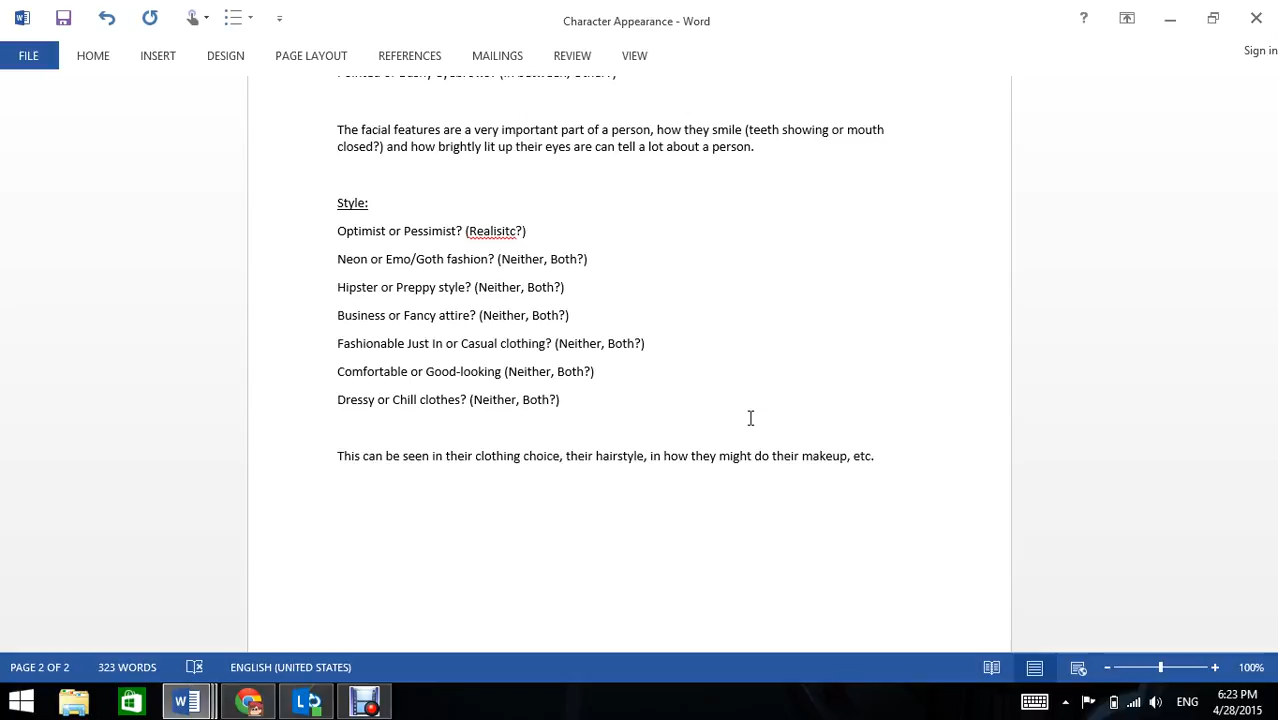 Character Appearance - Word
?
FILE HOME INSERT DESIGN PAGE LAYOUT REFERENCES MAILINGS REVIEW VIEW Sign in
The facial features are a very important part of a person, how they smile (teeth showing or mouth
closed?) and how brightly lit up their eyes are can tell a lot about a person.
Style:
Optimist or Pessimist? (Realisitc?)
Neon or Emo/Goth fashion? (Neither, Both?)
Hipster or Preppy style? (Neither, Both?)
Business or Fancy attire? (Neither, Both?)
Fashionable Just In or Casual clothing? (Neither, Both?)
Comfortable or Good-looking (Neither, Both?)
Dressy or Chill clothes? (Neither, Both?)
This can be seen in their clothing choice, their hairstyle, in how they might do their makeup, etc.
PAGE 2 OF 2 323 WORDS ENGLISH (UNITED STATES) 100%
ENG
6:23 PM
4/28/2015